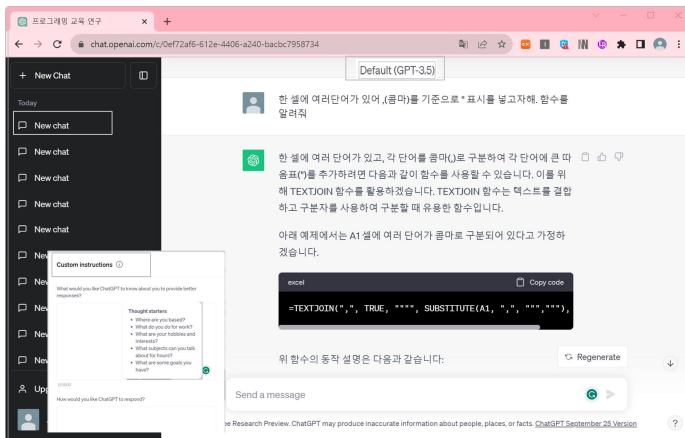 프로그래밍 교육 연구
chat.openai.com/c/0ef72af6-612e-4406-a240-bacbc7958734
New Chat
Today
New chat
New chat
New chat
New chat
New chat
New
New
New
New
New
Upg
Custom instructions
What would you like ChatGPT to know about you to provide better
responses?
Thought starters
• Where are you based?
• What do you do for work?
• What are your hobbies and
interests?
• What subjects can you talk
about for hours?
• What are some goals you
have?
How would you like ChatGPT to respond?
Default (GPT-3.5)
한 셀에 여러단어가 있어 ,(콤마)를 기준으로 " 표시를 넣고자해. 함수를
알려줘
한 셀에 여러 단어가 있고, 각 단어를 콤마(,)로 구분하여 각 단어에 큰 따
옴표(")를 추가하려면 다음과 같이 함수를 사용할 수 있습니다. 이를 위
해 TEXTJOIN 함수를 활용하겠습니다. TEXTJOIN 함수는 텍스트를 결합
하고 구분자를 사용하여 구분할 때 유용한 함수입니다.
아래 예제에서는 A1 셀에 여러 단어가 콤마로 구분되어 있다고 가정하
겠습니다.
excel Copy code
=TEXTJOIN(",", TRUE, """", SUBSTITUTE(A1, ",", "","""),
위 함수의 동작 설명은 다음과 같습니다:
Regenerate
Send a message
e Research Preview. ChatGPT may produce inaccurate information about people, places, or facts. ChatGPT September 25 Version